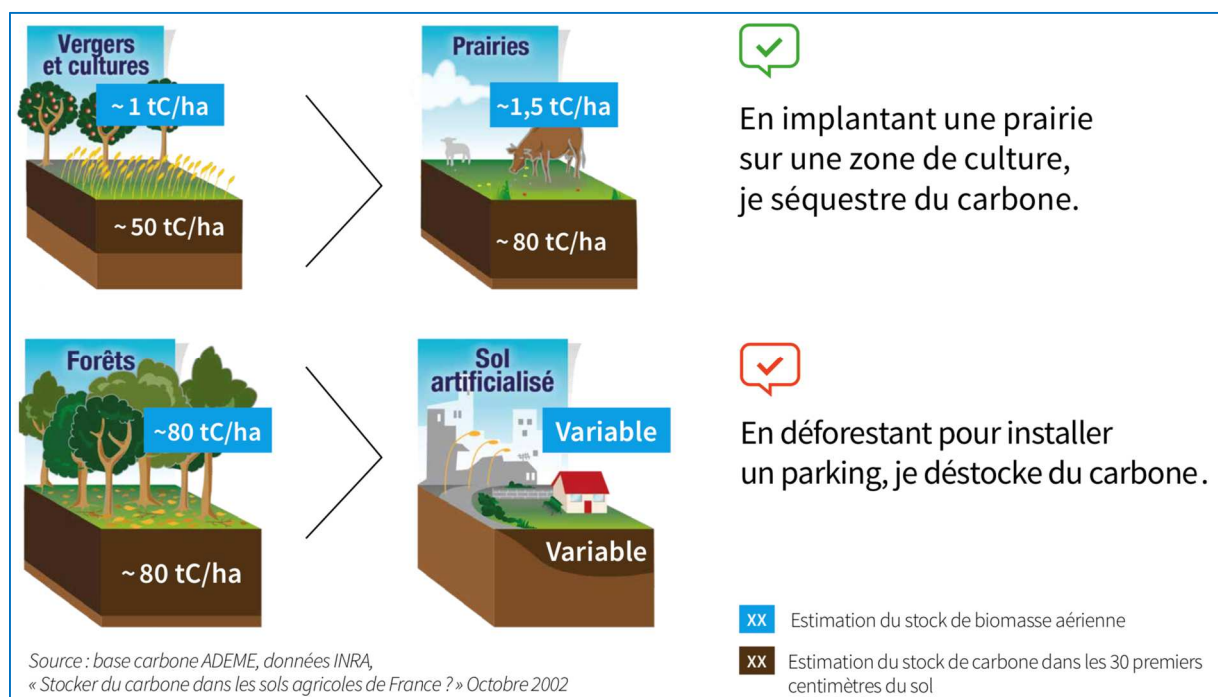 Vergers
et cultures
~ 1 tC/ha
~ 50 tC/ha
Prairies
~1,5 tC/ha
~ 80 tC/ha
En implantant une prairie
sur une zone de culture,
je séquestre du carbone.
Forêts
~80 tC/ha
~ 80 tC/ha
Sol
artificialisé
Variable
Variable
En déforestant pour installer
un parking, je déstocke du carbone.
XX Estimation du stock de biomasse aérienne
XX Estimation du stock de carbone dans les 30 premiers
centimètres du sol
Source : base carbone ADEME, données INRA,
« Stocker du carbone dans les sols agricoles de France ? » Octobre 2002